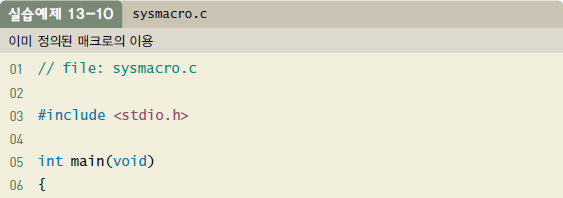 실습예제 13-10 sysmacro.c
이미 정의된 매크로의 이용
01 // file: sysmacro.c
02
03 #include <stdio.h>
04
05 int main(void)
06 {